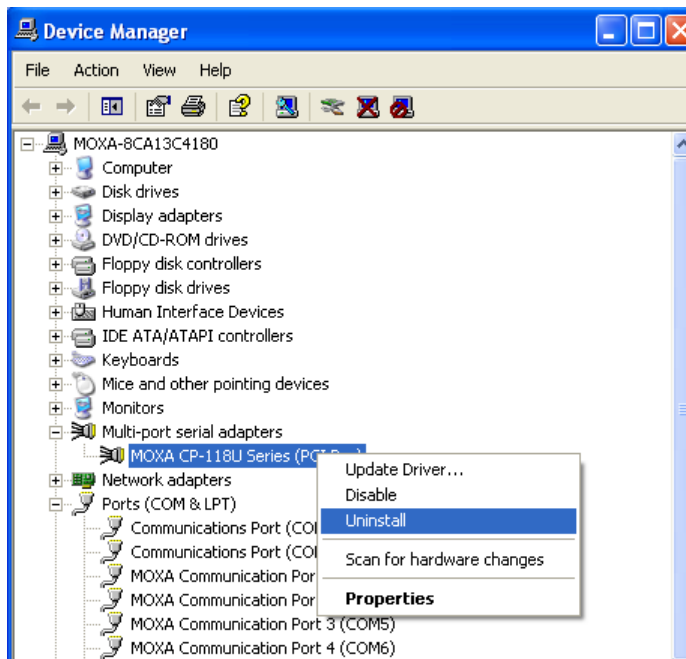 Device Manager
File Action View Help
MOXA-8CA13C4180
Computer
Disk drives
Display adapters
DVD/CD-ROM drives
Floppy disk controllers
Floppy disk drives
Human Interface Devices
IDE ATA/ATAPI controllers
Keyboards
Mice and other pointing devices
Monitors
Multi-port serial adapters
MOXA CP-118U Series
Update Driver...
Disable
Uninstall
Scan for hardware changes
Properties
Network adapters
Ports (COM & LPT)
Communications Port
Communications Port
MOXA Communication
MOXA Communication
MOXA Communication Port 3 (COM5)
MOXA Communication Port 4 (COM6)